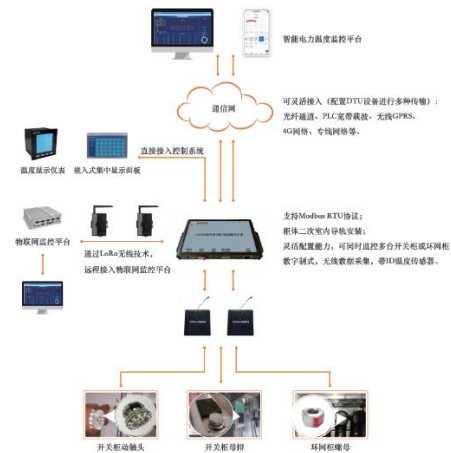 智能电力温度监控平台
通信网
可灵活接入（配置DTU设备进行多种传输）:
光纤通道、PLC宽带载波、无线GPRS、
4G网络、专线网络等。
直接接入控制系统
温度显示仪表 嵌入式集中显示面板
支持Modbus RTU协议;
柜体二次室内导轨安装;
灵活配置能力，可同时监控多台开关柜或环网柜
数字制式，无线数据采集，带ID温度传感器。
物联网监控平台
通过LoRa无线技术，
远程接入物联网监控平台
开关柜动触头
开关柜母排
环网柜螺母